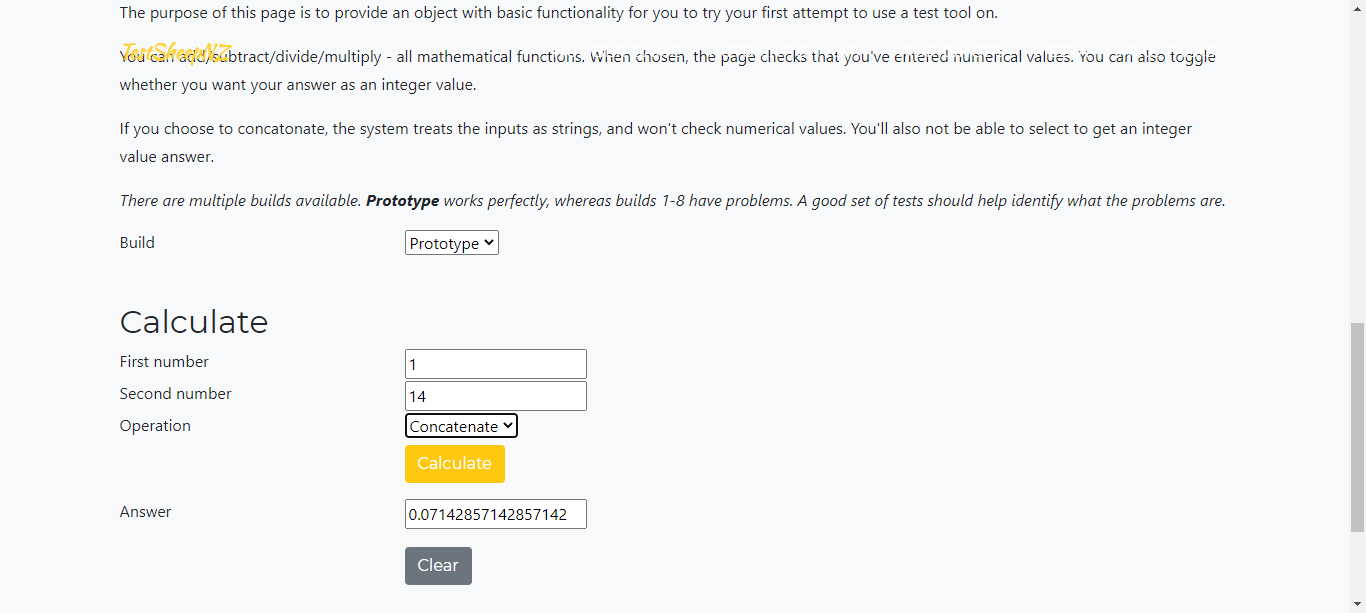 The purpose of this page is to provide an object with basic functionality for you to try your first attempt to use a test tool on.
TestSheepNZ
You can add/subtract/divide/multiply - all mathematical functions. When chosen, the page checks that you've entered numerical values. You can also toggle
whether you want your answer as an integer value.
If you choose to concatonate, the system treats the inputs as strings, and won't check numerical values. You'll also not be able to select to get an integer
value answer.
There are multiple builds available. Prototype works perfectly, whereas builds 1-8 have problems. A good set of tests should help identify what the problems are.
Build Prototype
Calculate
First number 1
Second number 14
Operation Concatenate
Calculate
Answer 0.07142857142857142
Clear